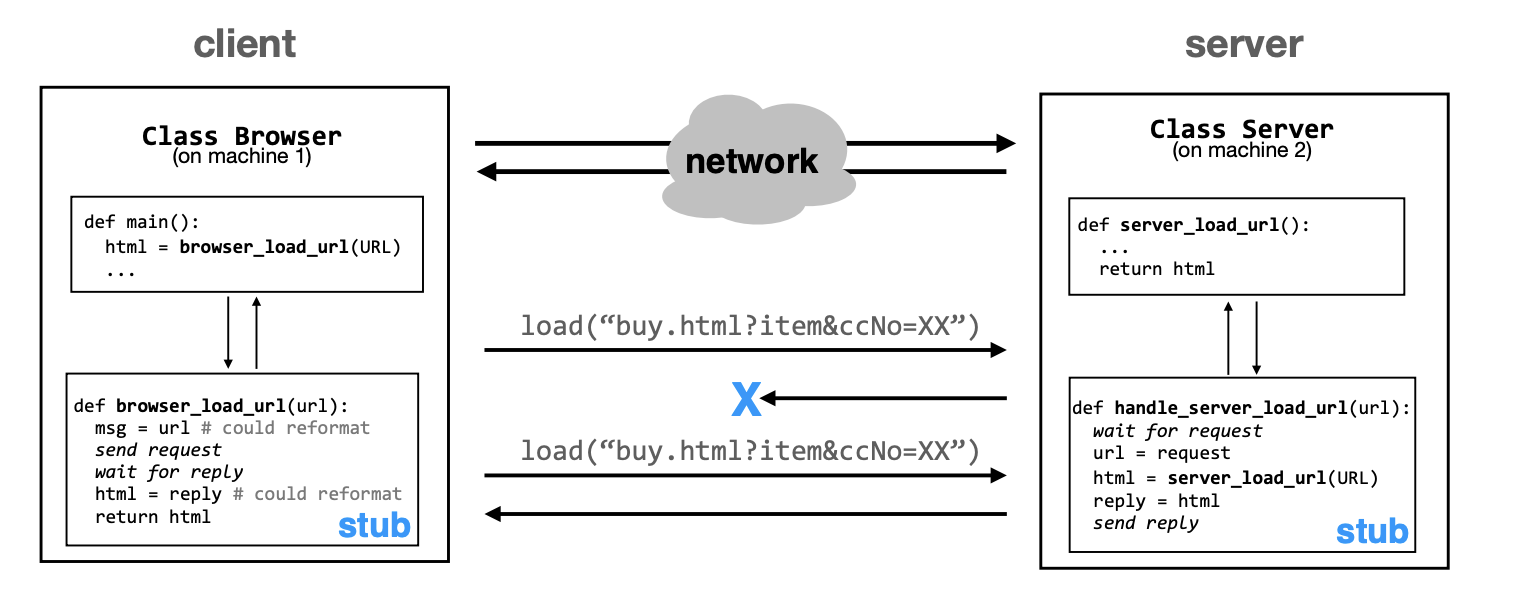 client
server
Class Browser
(on machine 1)
def main():
html = browser_load_url(URL)
...
def browser_load_url(url):
msg = url # could reformat
send request
wait for reply
html = reply # could reformat
return html
stub
network
load(“buy.html?item&ccNo=XX”)
X
load(“buy.html?item&ccNo=XX”)
Class Server
(on machine 2)
def server_load_url():
...
return html
def handle_server_load_url(url):
wait for request
url = request
html = server_load_url(URL)
reply = html
send reply
stub